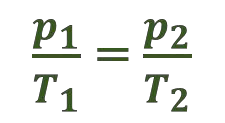 p₁/T₁ = p₂/T₂